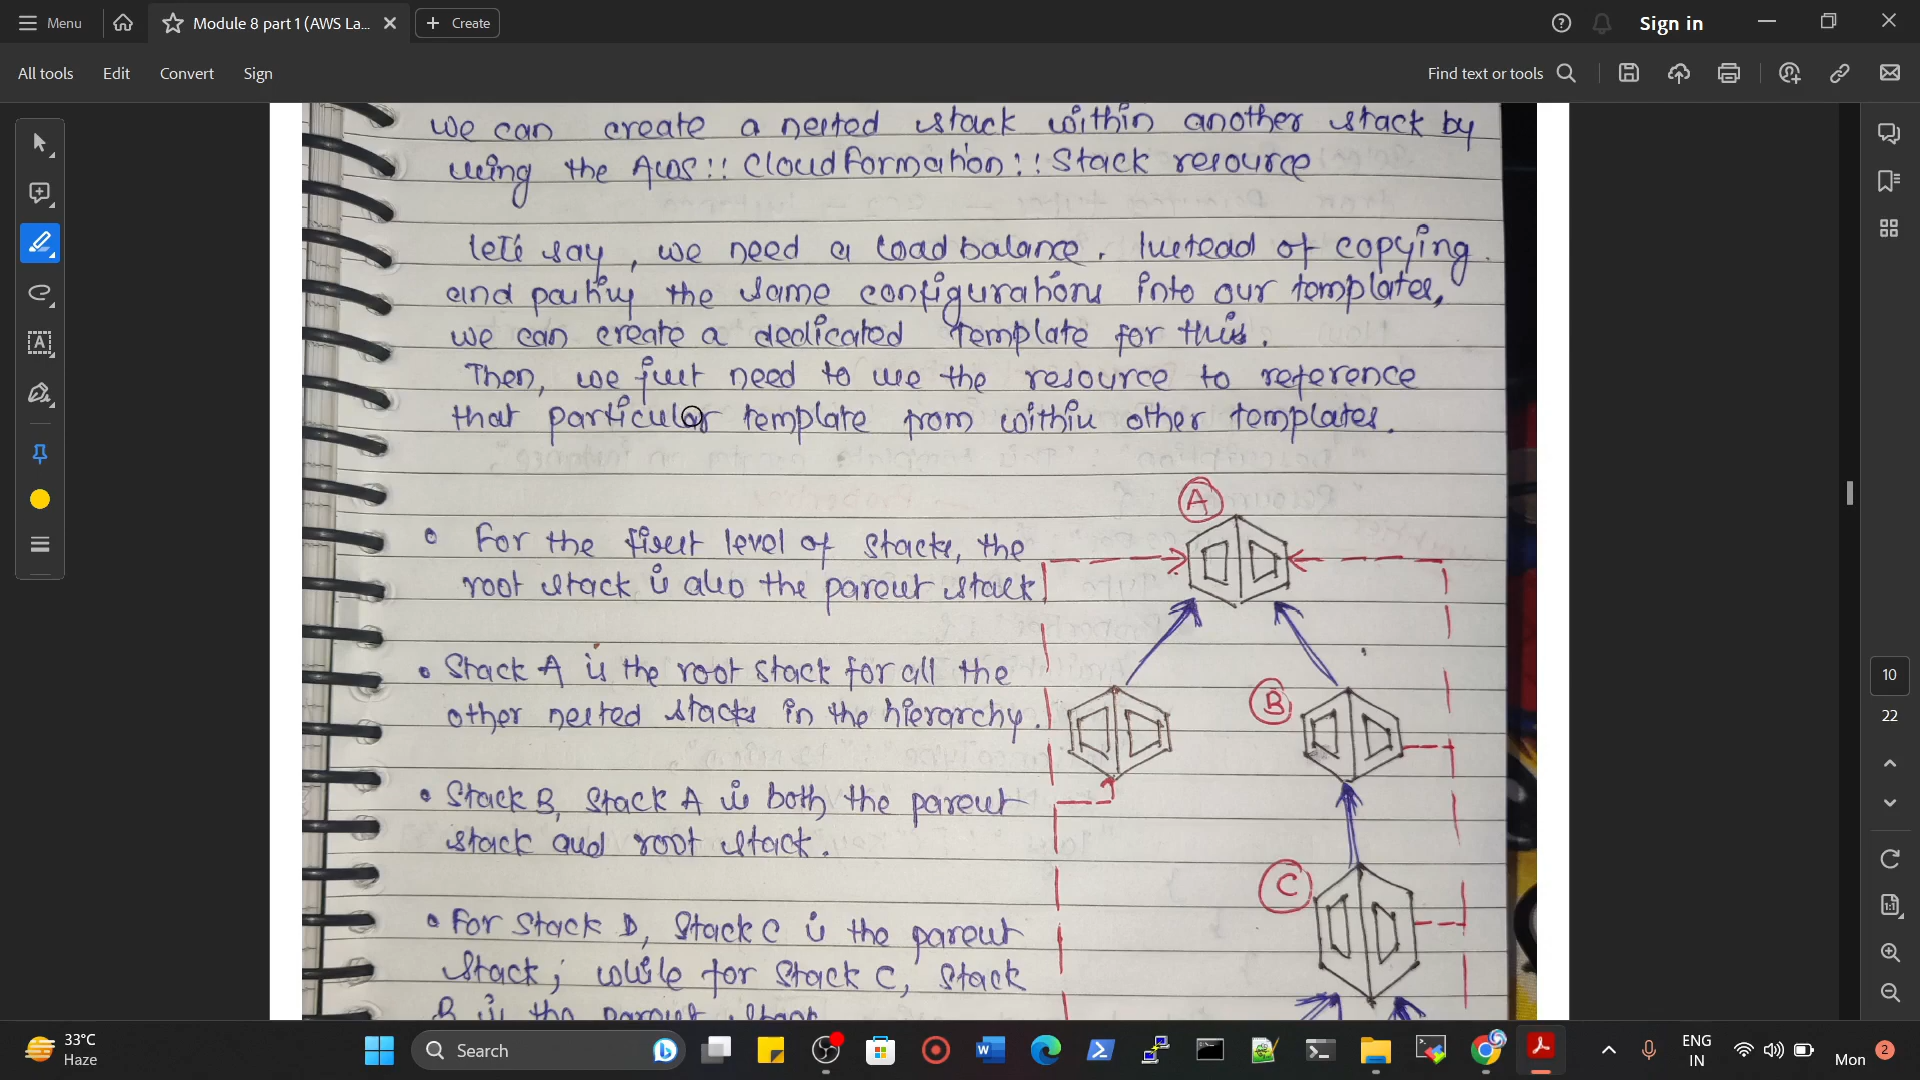 Menu
Module 8 part 1 (AWS La...
Create
Sign in
All tools
Edit
Convert
Sign
Find text or tools
we can create a nested stack within another stack by
using the AWS :: CloudFormation :: Stack resource
let's say, we need a load balance. Instead of copying
and pasting the same configurations into our templates,
we can create a dedicated template for this.
Then, we just need to use the resource to reference
that particular template from within other templates.
• For the first level of stacks, the
root stack is also the parent stack
• Stack A is the root stack for all the
other nested stacks in the hierarchy.
• Stack B, Stack A is both the parent
stack and root stack.
• For Stack D, Stack C is the parent
Stack; while for Stack C, Stack
B is the parent stack
A
B
C
10
22
1:1
33°C
Haze
Search
ENG
IN
Mon
2